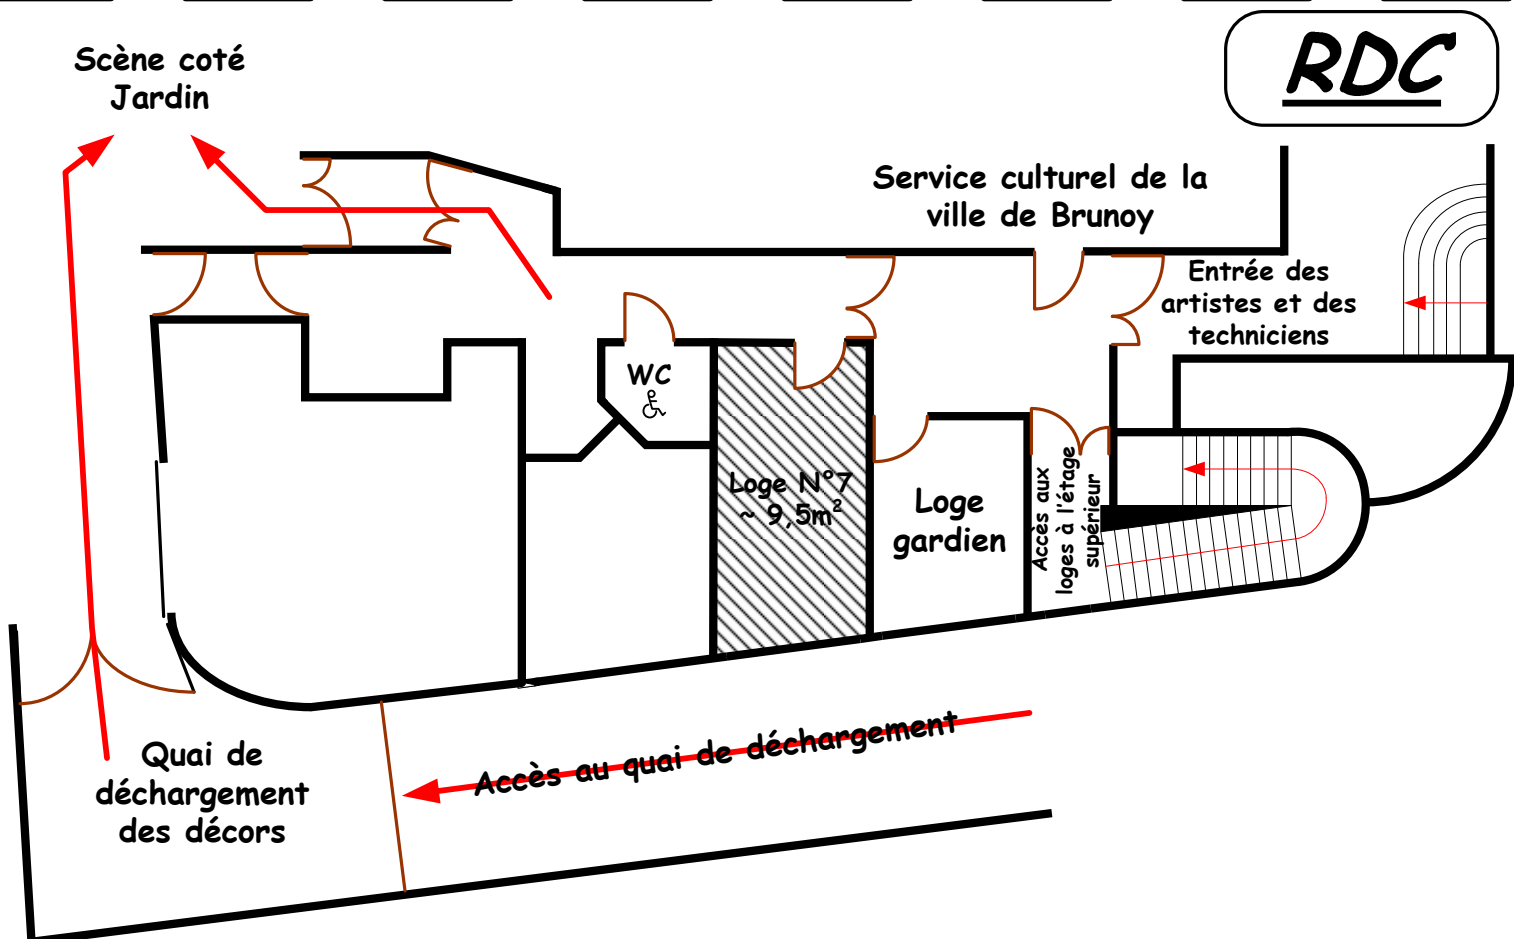 Scène coté
Jardin
RDC
Service culturel de la
ville de Brunoy
Entrée des
artistes et des
techniciens
WC
Loge N°7
~ 9,5m²
Loge
gardien
Accès aux
loges à l'étage
supérieur
Accès au quai de déchargement
Quai de
déchargement
des décors